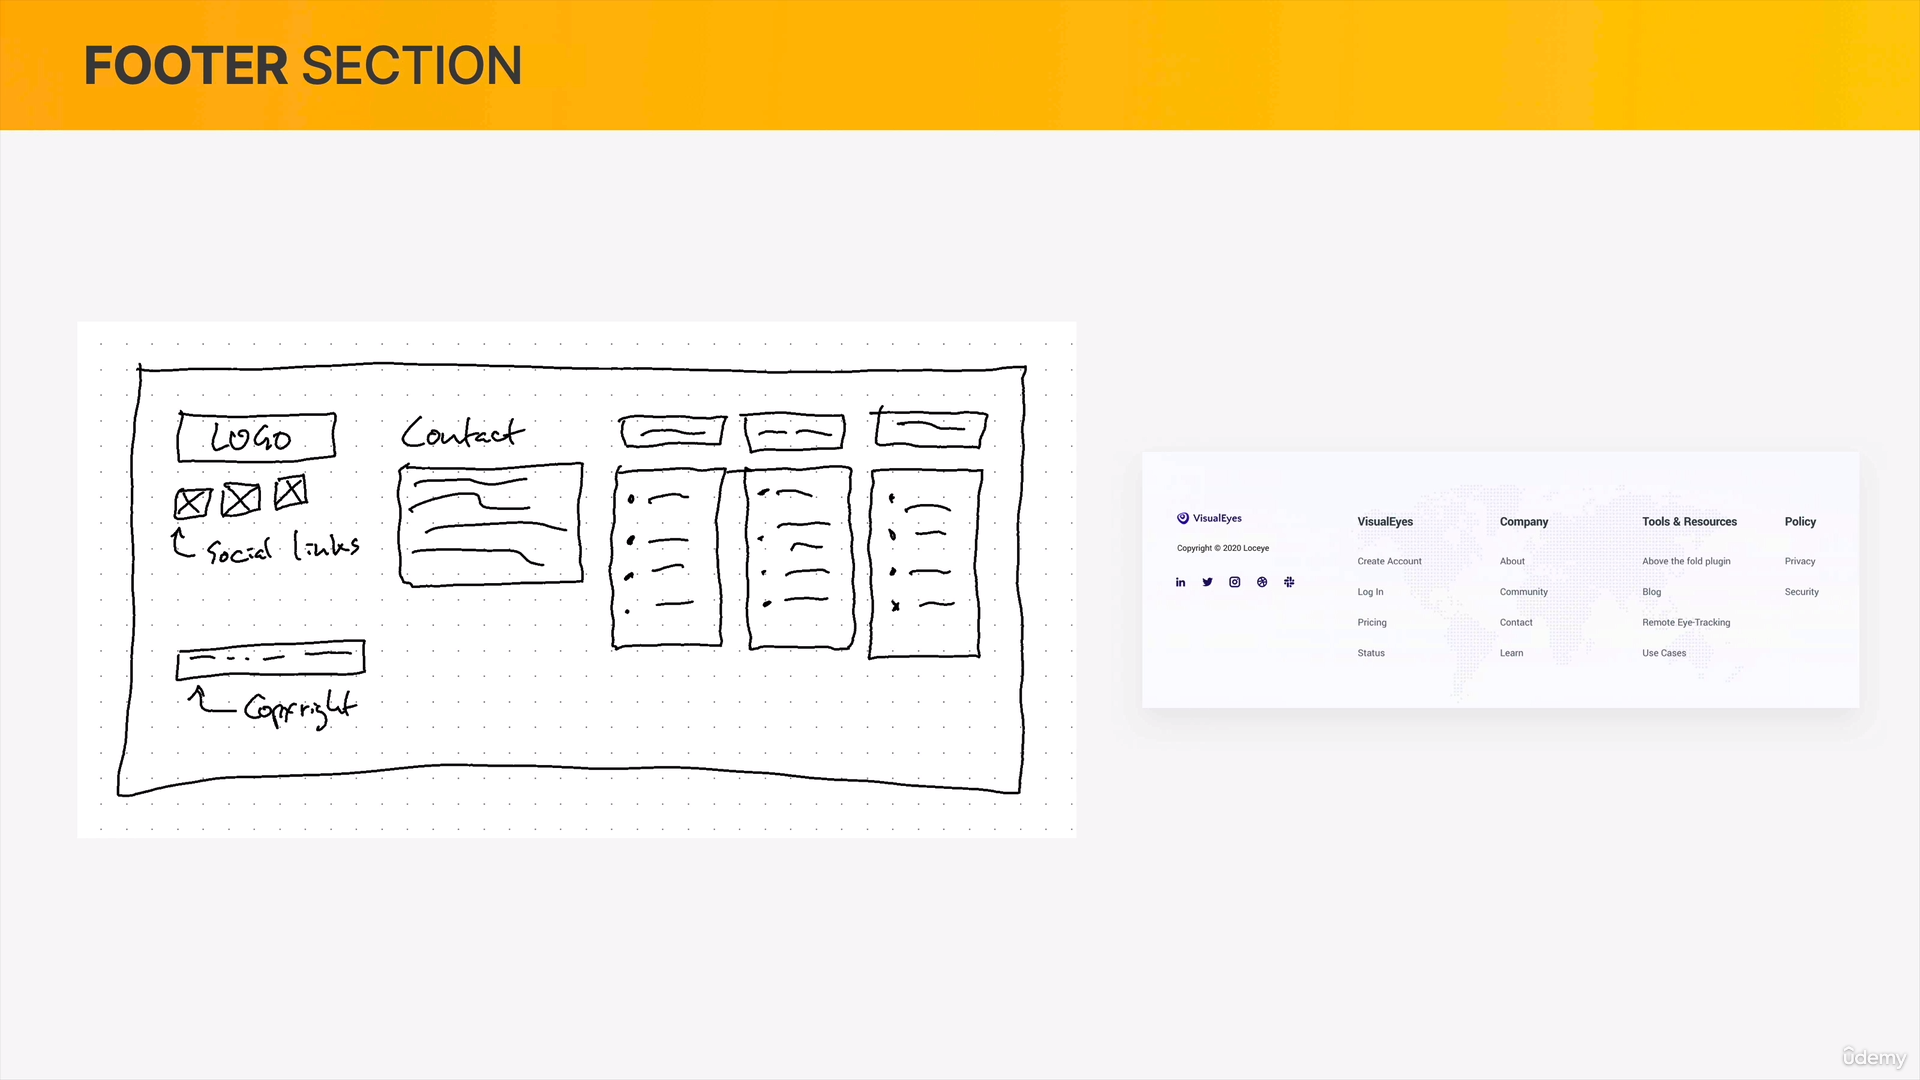 FOOTER SECTION
LOGO
Social links
Copyright
Contact
VisualEyes
Copyright © 2020 Loceye
VisualEyes
Create Account
Log In
Pricing
Status
Company
About
Community
Contact
Learn
Tools & Resources
Above the fold plugin
Blog
Remote Eye-Tracking
Use Cases
Policy
Privacy
Security
ûdemy